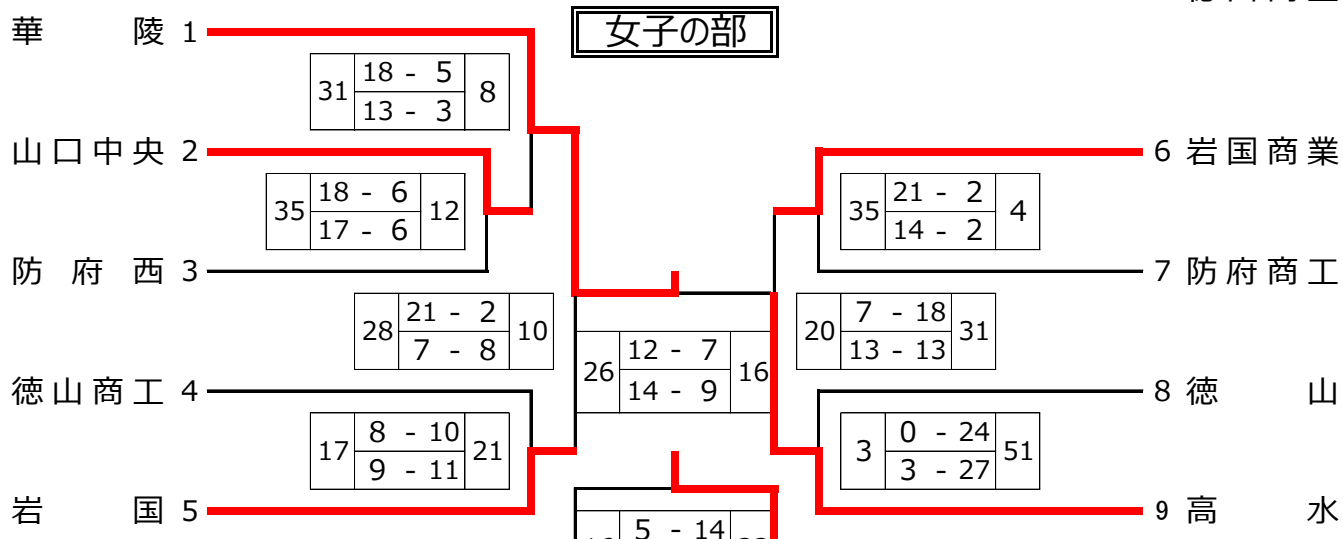 女子の部
華 陵 1
31 18 - 5 8
13 - 3
山口中央 2
35 18 - 6 12
17 - 6
防府西 3
28 21 - 2 10
7 - 8
徳山商工 4
17 8 - 10 21
9 - 11
岩国 5
26 12 - 7 16
14 - 9
5 - 14
6 岩国商業
35 21 - 2 4
14 - 2
7 防府商工
20 7 - 18 31
13 - 13
8 徳山
3 0 - 24 51
3 - 27
9 高水